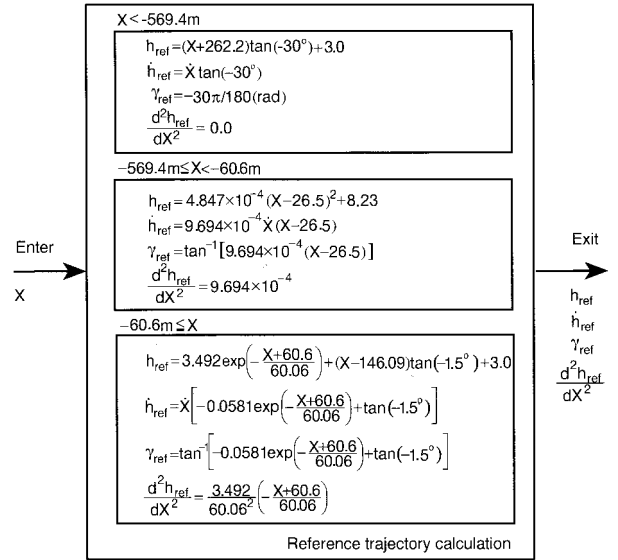 X<-569.4m
h_ref=(X+262.2)tan(-30°)+3.0
ḣ_ref=Ẋ tan(-30°)
γ_ref=-30π/180(rad)
d²h_ref/dX² = 0.0
-569.4m≦X<-60.6m
h_ref = 4.847×10⁻⁴ (X-26.5)²+8.23
ḣ_ref=9.694×10⁻⁴Ẋ(X-26.5)
γ_ref=tan⁻¹[9.694×10⁻⁴(X-26.5)]
d²h_ref/dX² = 9.694×10⁻⁴
-60.6m≦X
h_ref=3.492exp(-X+60.6/60.06)+(X-146.09)tan(-1.5°)+3.0
ḣ_ref=Ẋ[-0.0581exp(-X+60.6/60.06)+tan(-1.5°)]
γ_ref=tan⁻¹[-0.0581exp(-X+60.6/60.06)+tan(-1.5°)]
d²h_ref/dX²=3.492/60.06²(-X+60.6/60.06)
Reference trajectory calculation
Enter
X
Exit
h_ref
ḣ_ref
γ_ref
d²h_ref/dX²